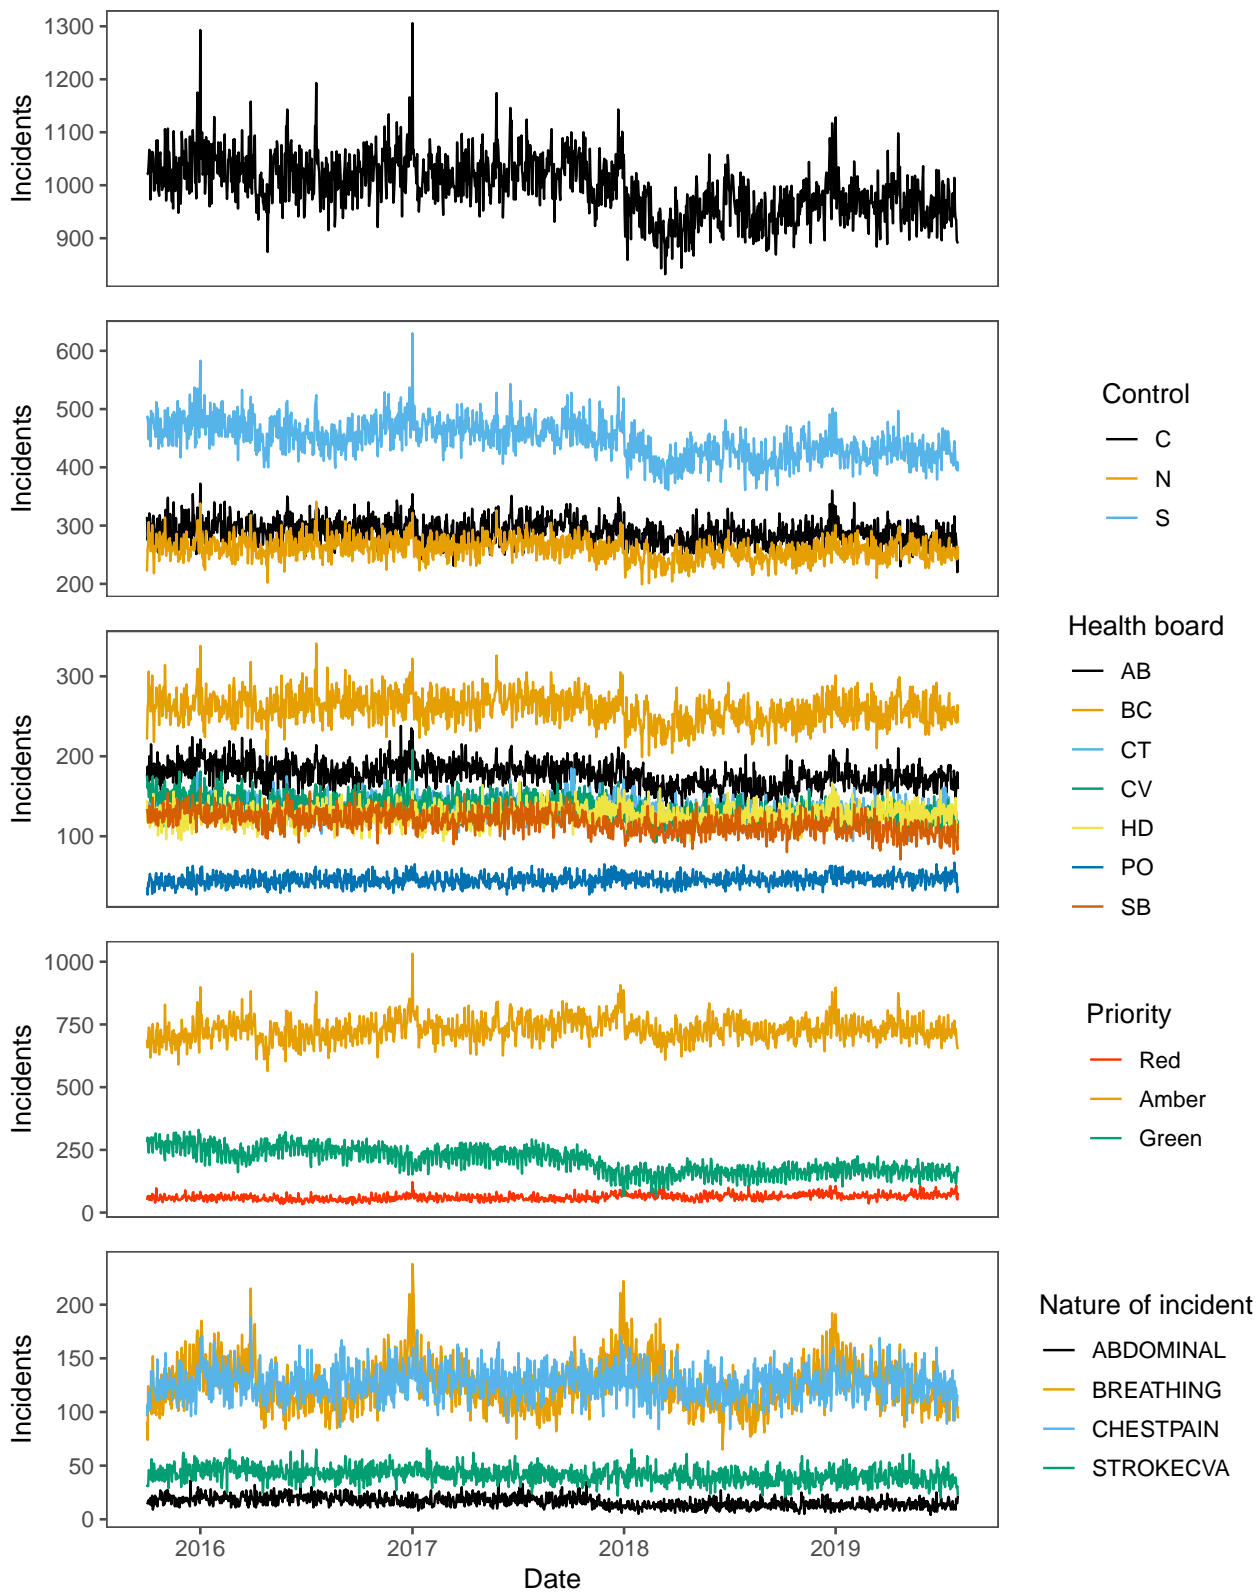 1300
1200
1100
1000
900
Incidents
600
500
400
300
200
Incidents
Control
C
N
S
300
200
100
Incidents
Health board
AB
BC
CT
CV
HD
PO
SB
1000
750
500
250
0
Incidents
Priority
Red
Amber
Green
200
150
100
50
0
Incidents
Nature of incident
ABDOMINAL
BREATHING
CHESTPAIN
STROKECVA
2016 2017 2018 2019
Date